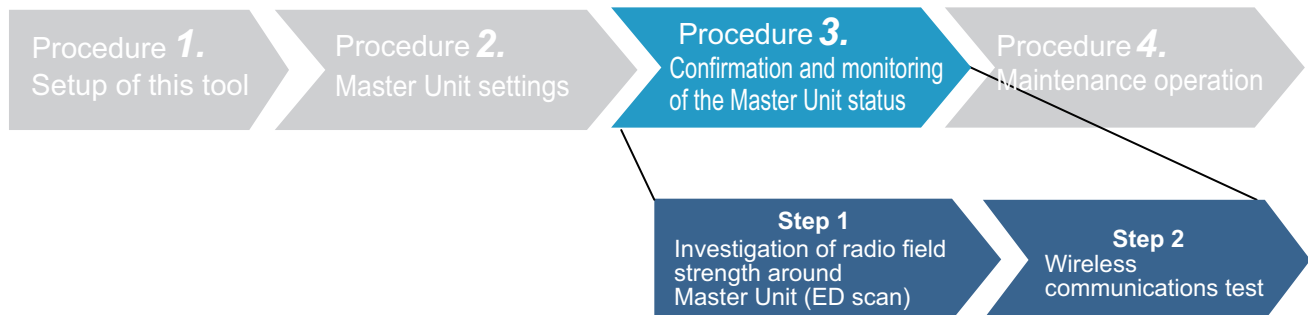 Procedure 1.
Setup of this tool
Procedure 2.
Master Unit settings
Procedure 3.
Confirmation and monitoring
of the Master Unit status
Procedure 4.
Maintenance operation
Step 1
Investigation of radio field
strength around
Master Unit (ED scan)
Step 2
Wireless
communications test